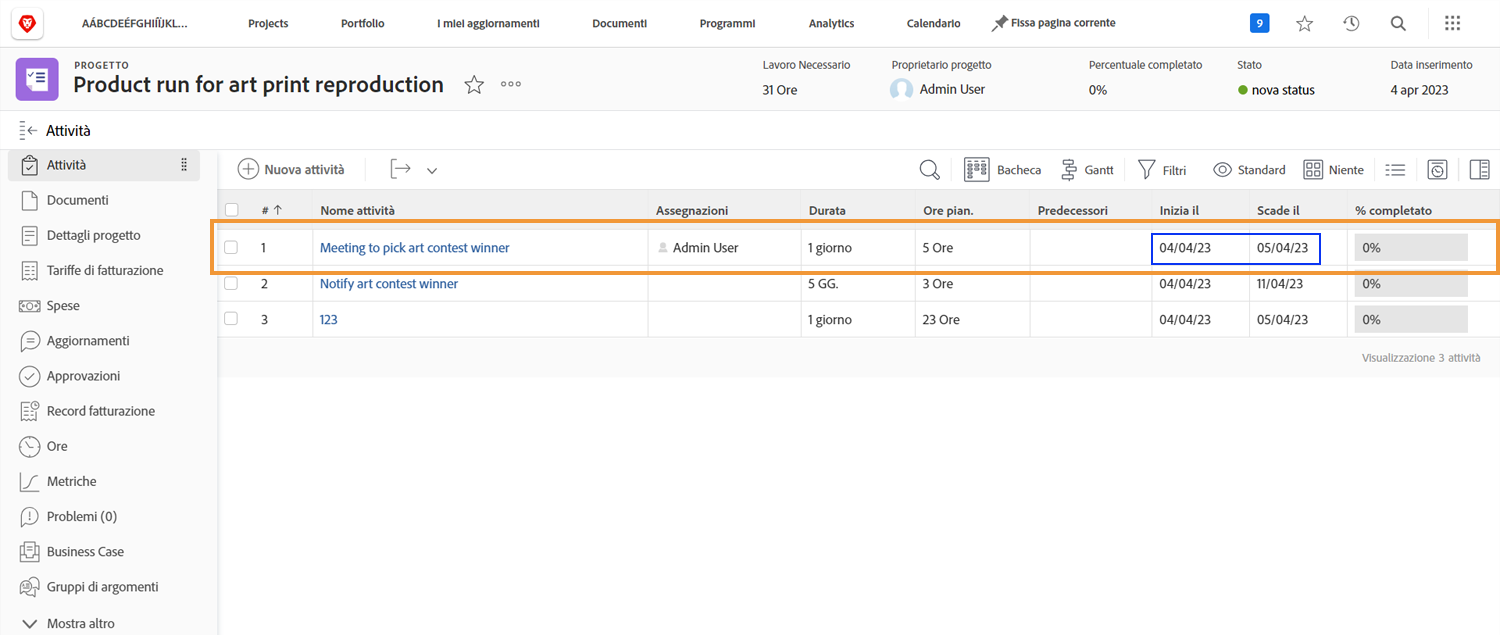 AÁBCDEÉFGHIÍÏJKL... Projects Portfolio I miei aggiornamenti Documenti Programmi Analytics Calendario Fissa pagina corrente 9
PROGETTO
Product run for art print reproduction
Lavoro Necessario Proprietario progetto Percentuale completato Stato Data inserimento
31 Ore Admin User 0% nova status 4 apr 2023
Attività
Attività
Documenti
Dettagli progetto
Tariffe di fatturazione
Spese
Aggiornamenti
Approvazioni
Record fatturazione
Ore
Metriche
Problemi (0)
Business Case
Gruppi di argomenti
Mostra altro
Nuova attività Bacheca Gantt Filtri Standard Niente
# Nome attività Assegnazioni Durata Ore pian. Predecessori Inizia il Scade il % completato
1 Meeting to pick art contest winner Admin User 1 giorno 5 Ore 04/04/23 05/04/23 0%
2 Notify art contest winner 5 GG. 3 Ore 04/04/23 11/04/23 0%
3 123 1 giorno 23 Ore 04/04/23 05/04/23 0%
Visualizzazione 3 attività